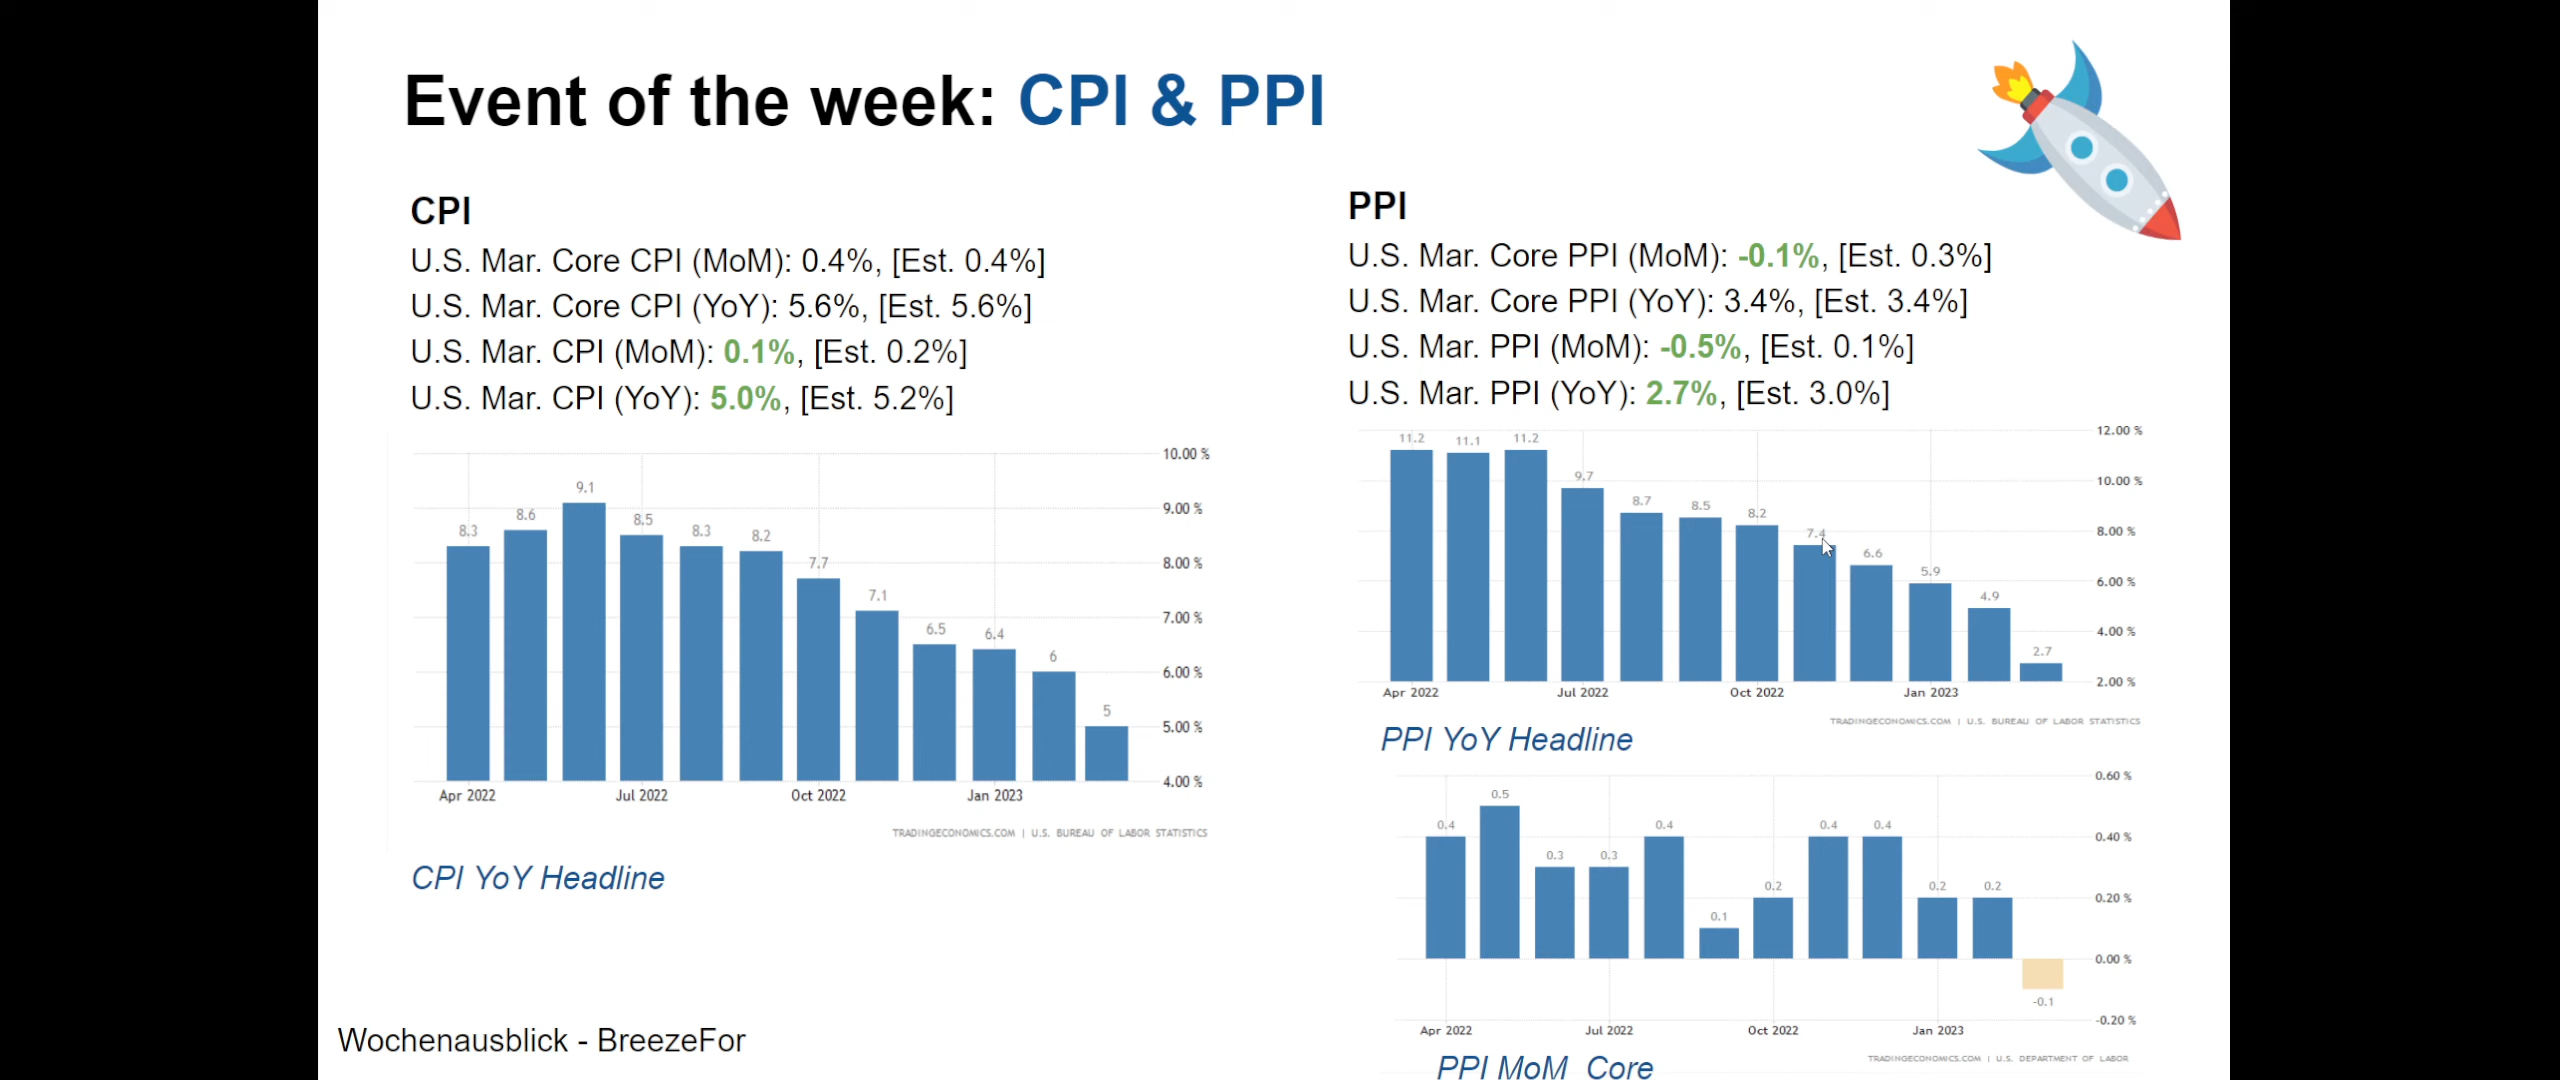 Event of the week: CPI & PPI
CPI
U.S. Mar. Core CPI (MoM): 0.4%, [Est. 0.4%]
U.S. Mar. Core CPI (YoY): 5.6%, [Est. 5.6%]
U.S. Mar. CPI (MoM): 0.1%, [Est. 0.2%]
U.S. Mar. CPI (YoY): 5.0%, [Est. 5.2%]
10.00 %
9.00 %
8.00 %
7.00 %
6.00 %
5.00 %
4.00 %
8.3 8.6 9.1 8.5 8.3 8.2 7.7 7.1 6.5 6.4 6 5
Apr 2022 Jul 2022 Oct 2022 Jan 2023
TRADINGECONOMICS.COM | U.S. BUREAU OF LABOR STATISTICS
CPI YoY Headline
PPI
U.S. Mar. Core PPI (MoM): -0.1%, [Est. 0.3%]
U.S. Mar. Core PPI (YoY): 3.4%, [Est. 3.4%]
U.S. Mar. PPI (MoM): -0.5%, [Est. 0.1%]
U.S. Mar. PPI (YoY): 2.7%, [Est. 3.0%]
12.00 %
10.00 %
8.00 %
6.00 %
4.00 %
2.00 %
11.2 11.1 11.2 9.7 8.7 8.5 8.2 7.4 6.6 5.9 4.9 2.7
Apr 2022 Jul 2022 Oct 2022 Jan 2023
TRADINGECONOMICS.COM | U.S. BUREAU OF LABOR STATISTICS
PPI YoY Headline
0.60 %
0.40 %
0.20 %
0.00 %
-0.20 %
0.4 0.5 0.3 0.3 0.4 0.1 0.2 0.4 0.4 0.2 0.2 -0.1
Apr 2022 Jul 2022 Oct 2022 Jan 2023
TRADINGECONOMICS.COM | U.S. DEPARTMENT OF LABOR
PPI MoM Core
Wochenausblick - BreezeFor